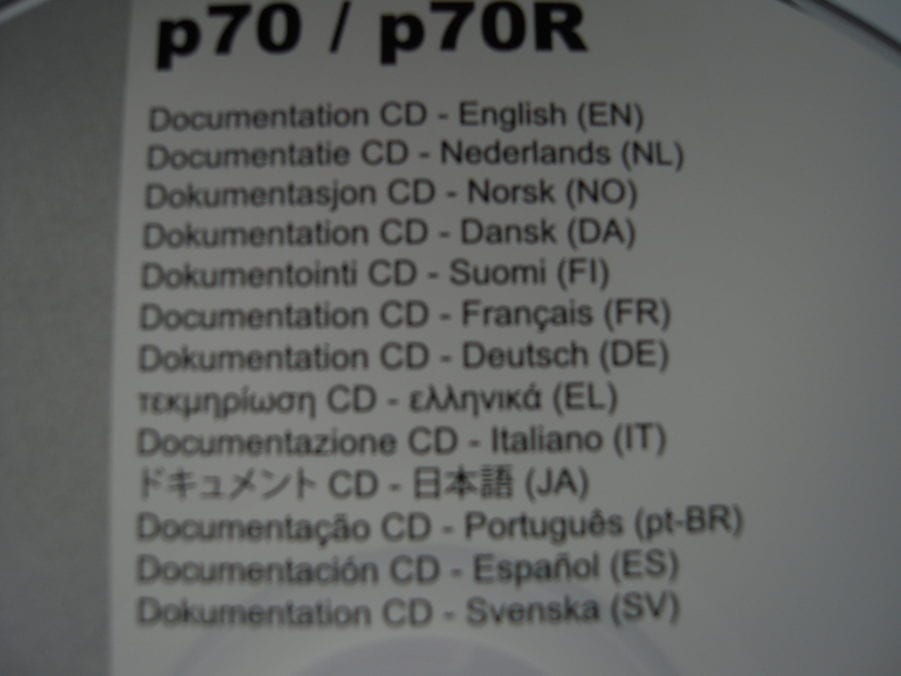 p70 / p70R
Documentation CD - English (EN)
Documentatie CD - Nederlands (NL)
Dokumentasjon CD - Norsk (NO)
Dokumentation CD - Dansk (DA)
Dokumentointi CD - Suomi (FI)
Documentation CD - Français (FR)
Dokumentation CD - Deutsch (DE)
τεκμηρίωση CD - ελληνικά (EL)
Documentazione CD - Italiano (IT)
ドキュメント CD - 日本語 (JA)
Documentação CD - Português (pt-BR)
Documentación CD - Español (ES)
Dokumentation CD - Svenska (SV)